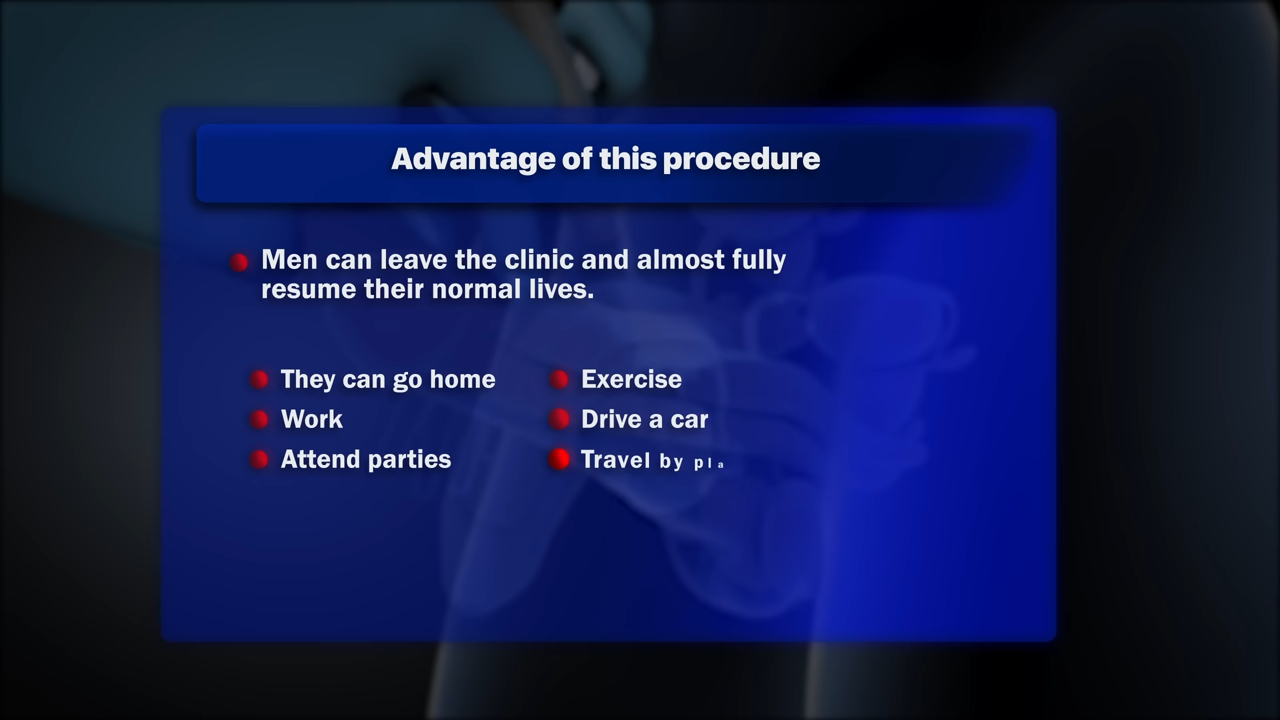 Advantage of this procedure
Men can leave the clinic and almost fully
resume their normal lives.
They can go home
Work
Attend parties
Exercise
Drive a car
Travel by pla